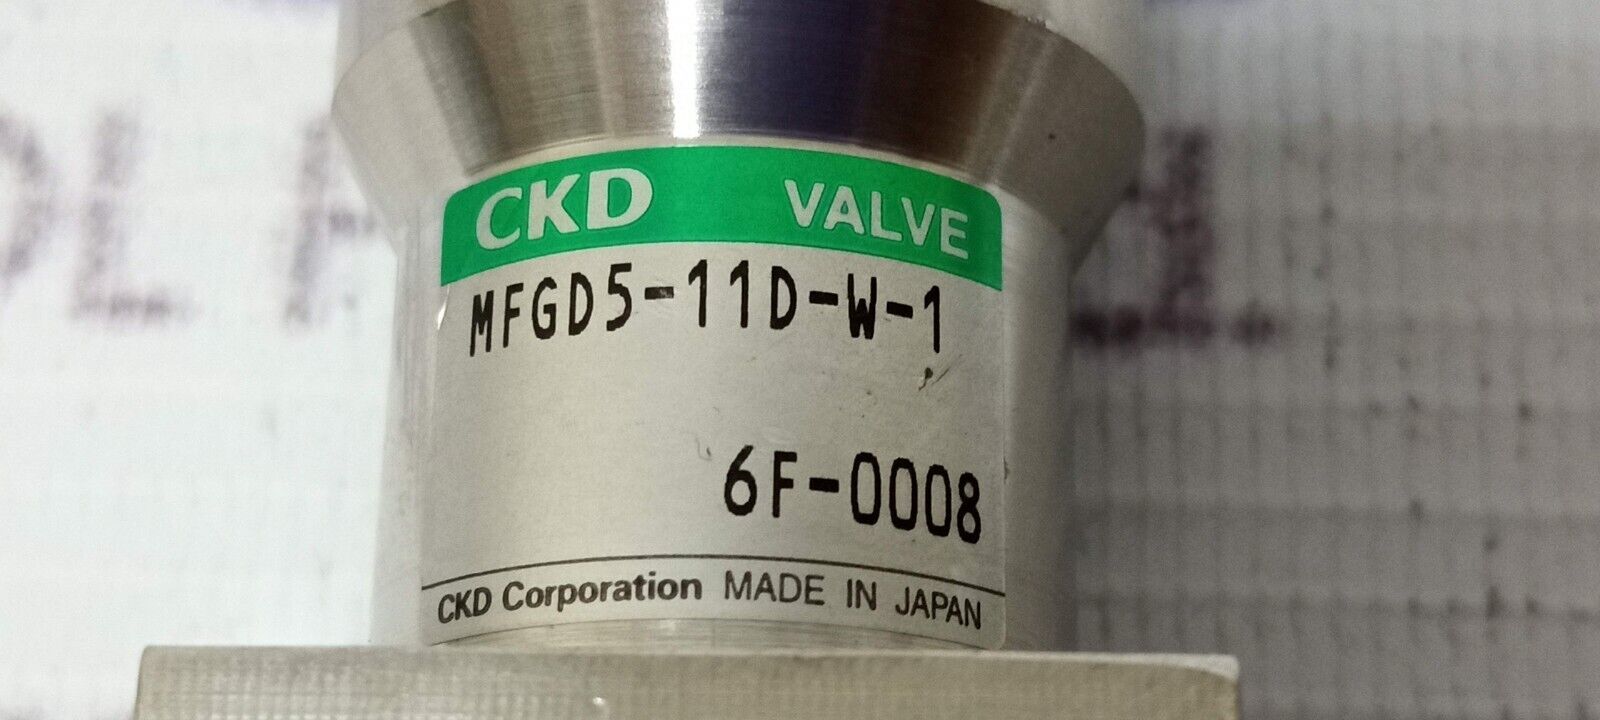 CKD VALVE
MFGD5-11D-W-1
6F-0008
CKD Corporation MADE IN JAPAN